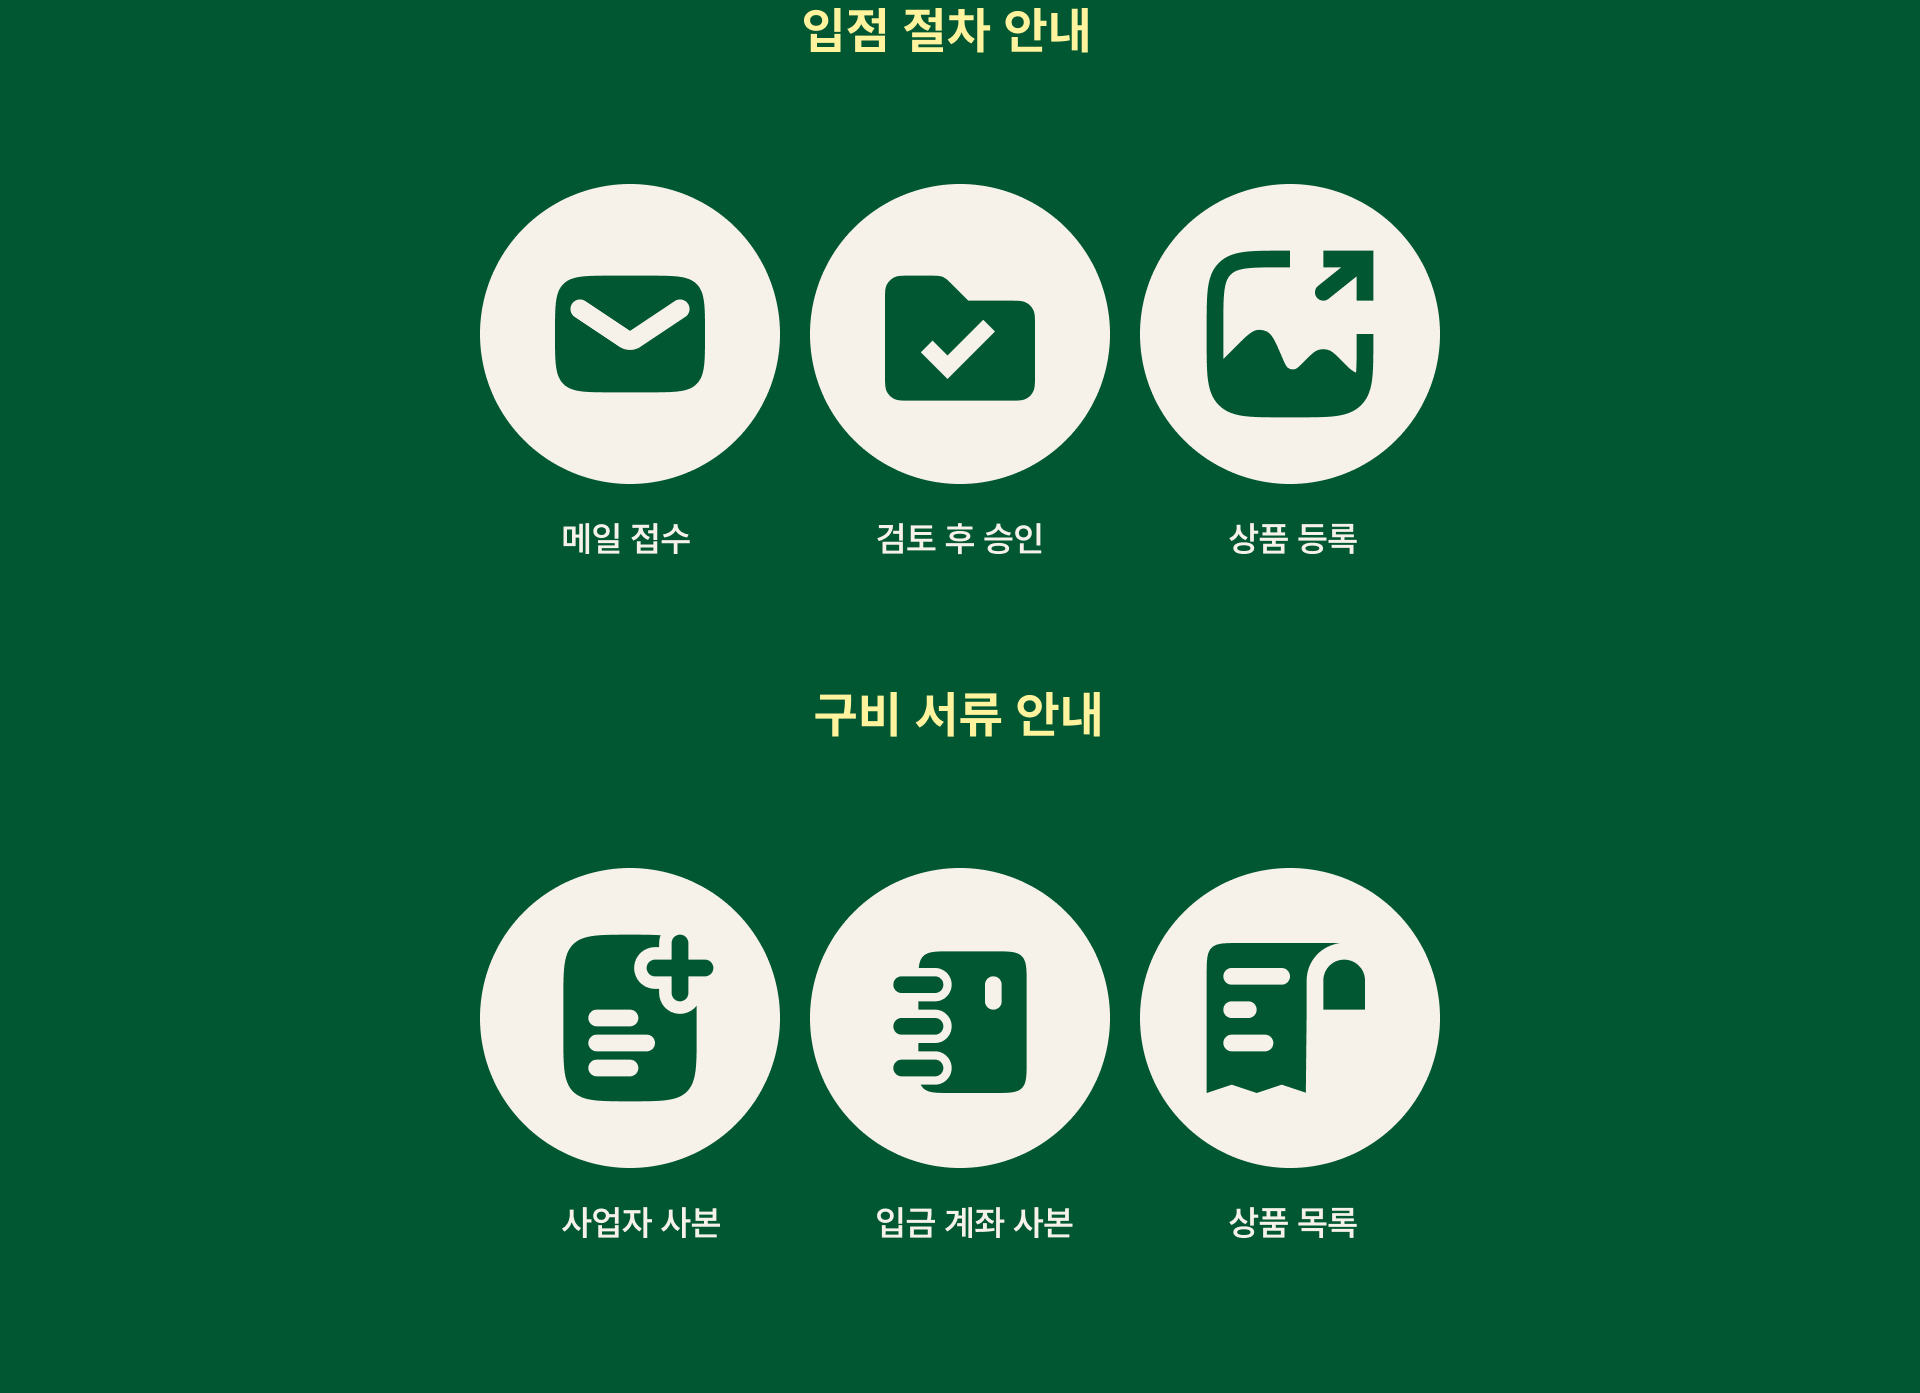 입점 절차 안내
메일 접수
검토 후 승인
상품 등록
구비 서류 안내
사업자 사본
입금 계좌 사본
상품 목록